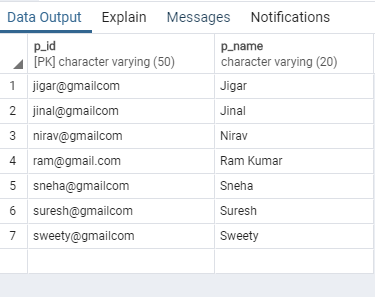 Data Output Explain Messages Notifications
p_id p_name
[PK] character varying (50) character varying (20)
1 jigar@gmailcom Jigar
2 jinal@gmailcom Jinal
3 nirav@gmailcom Nirav
4 ram@gmail.com Ram Kumar
5 sneha@gmailcom Sneha
6 suresh@gmailcom Suresh
7 sweety@gmailcom Sweety